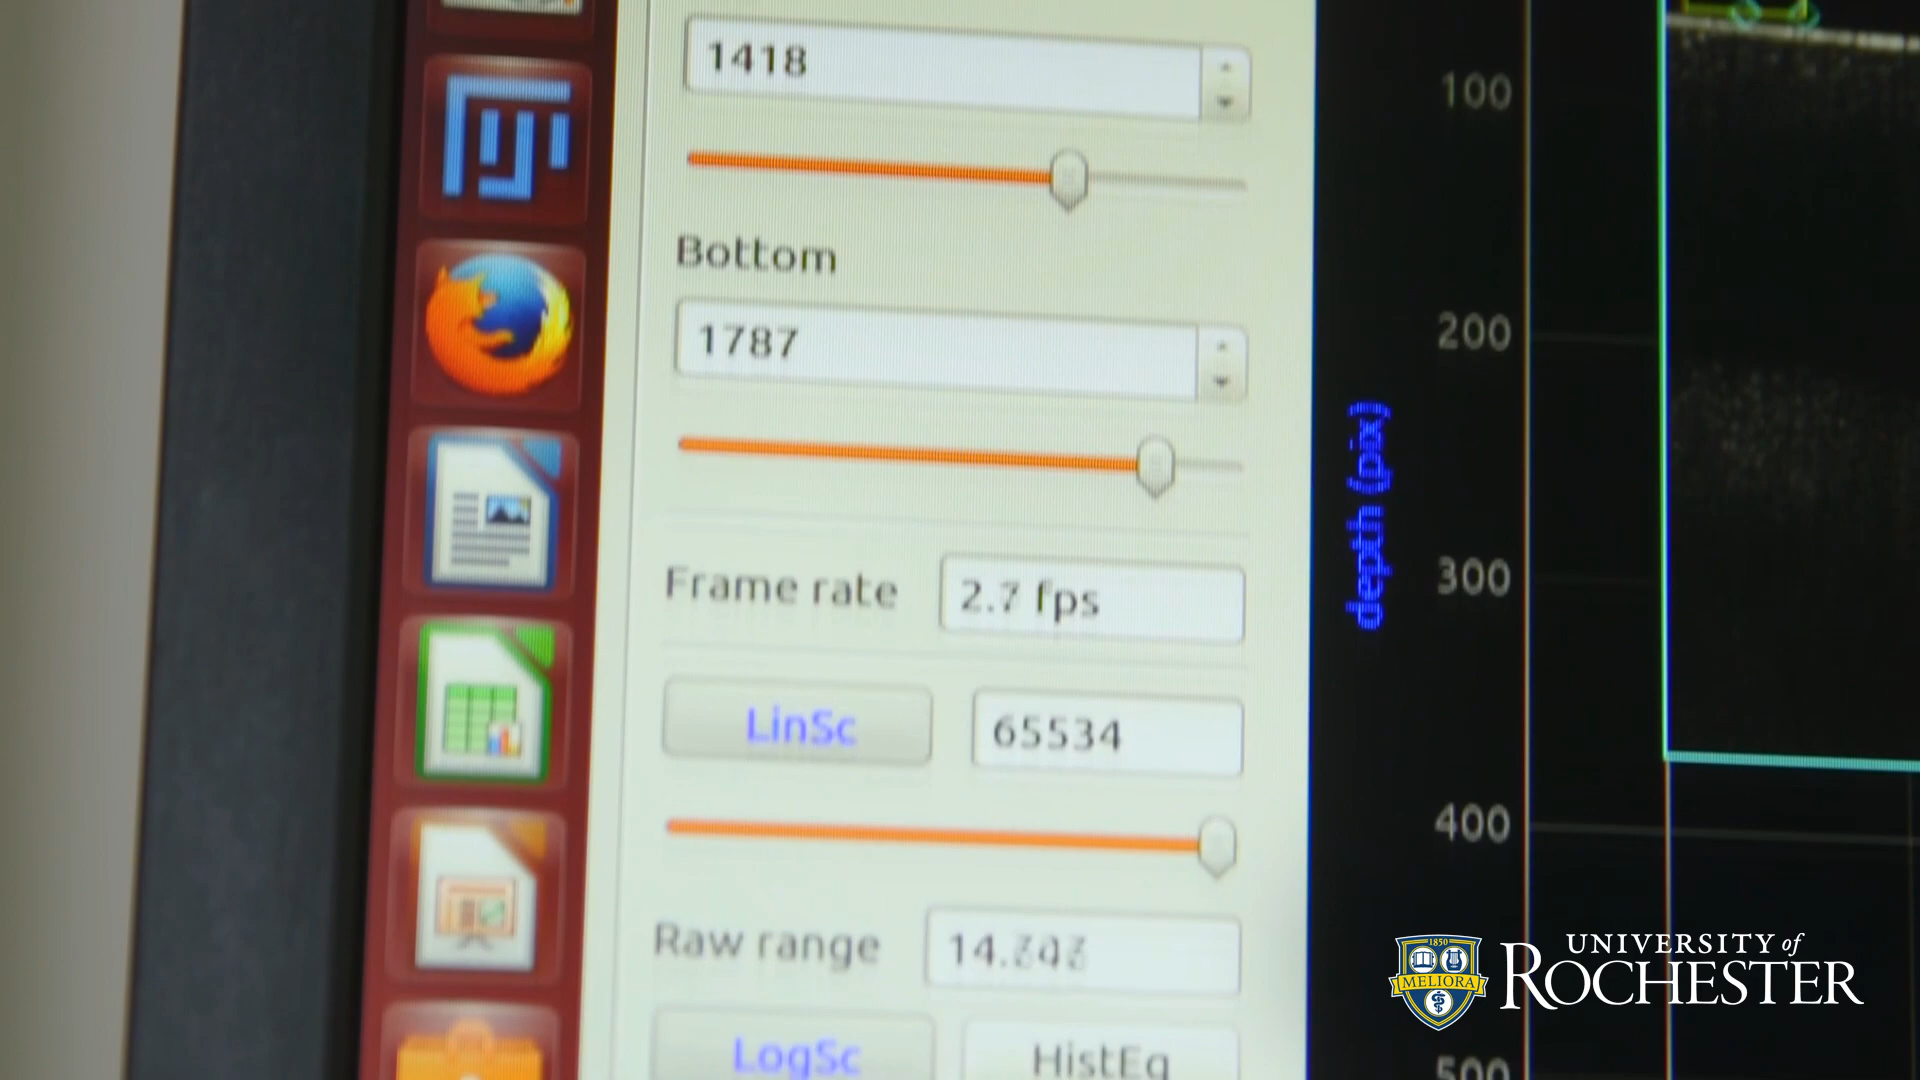 1418
100
Bottom
1787
200
depth (pix)
300
Frame rate
2.7 fps
LinSc
65534
400
Raw range
LogSc
HistEq
500
1850
MELIORA
UNIVERSITY of
ROCHESTER